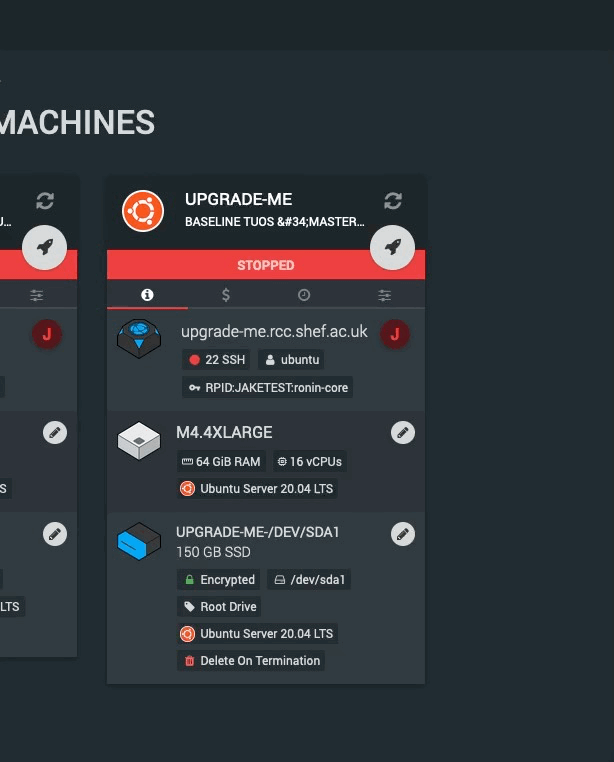 MACHINES
UPGRADE-ME
BASELINE TUOS &#34;MASTER...
STOPPED
$
J
upgrade-me.rcc.shef.ac.uk
J
22 SSH
ubuntu
RPID:JAKETEST:ronin-core
M4.4XLARGE
64 GiB RAM
16 vCPUs
S
Ubuntu Server 20.04 LTS
UPGRADE-ME-/DEV/SDA1
150 GB SSD
Encrypted
/dev/sda1
LTS
Root Drive
Ubuntu Server 20.04 LTS
Delete On Termination